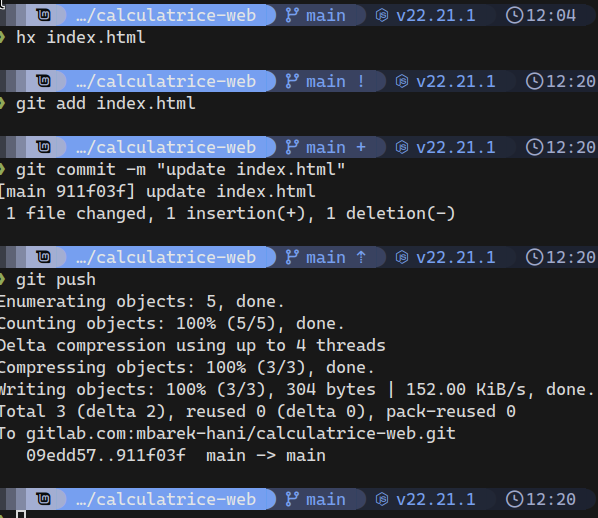 …/calculatrice-web main v22.21.1 12:04
❯ hx index.html
…/calculatrice-web main ! v22.21.1 12:20
❯ git add index.html
…/calculatrice-web main + v22.21.1 12:20
❯ git commit -m "update index.html"
[main 911f03f] update index.html
1 file changed, 1 insertion(+), 1 deletion(-)
…/calculatrice-web main ⇡ v22.21.1 12:20
❯ git push
Enumerating objects: 5, done.
Counting objects: 100% (5/5), done.
Delta compression using up to 4 threads
Compressing objects: 100% (3/3), done.
Writing objects: 100% (3/3), 304 bytes | 152.00 KiB/s, done.
Total 3 (delta 2), reused 0 (delta 0), pack-reused 0
To gitlab.com:mbarek-hani/calculatrice-web.git
09edd57..911f03f main -> main
…/calculatrice-web main v22.21.1 12:20